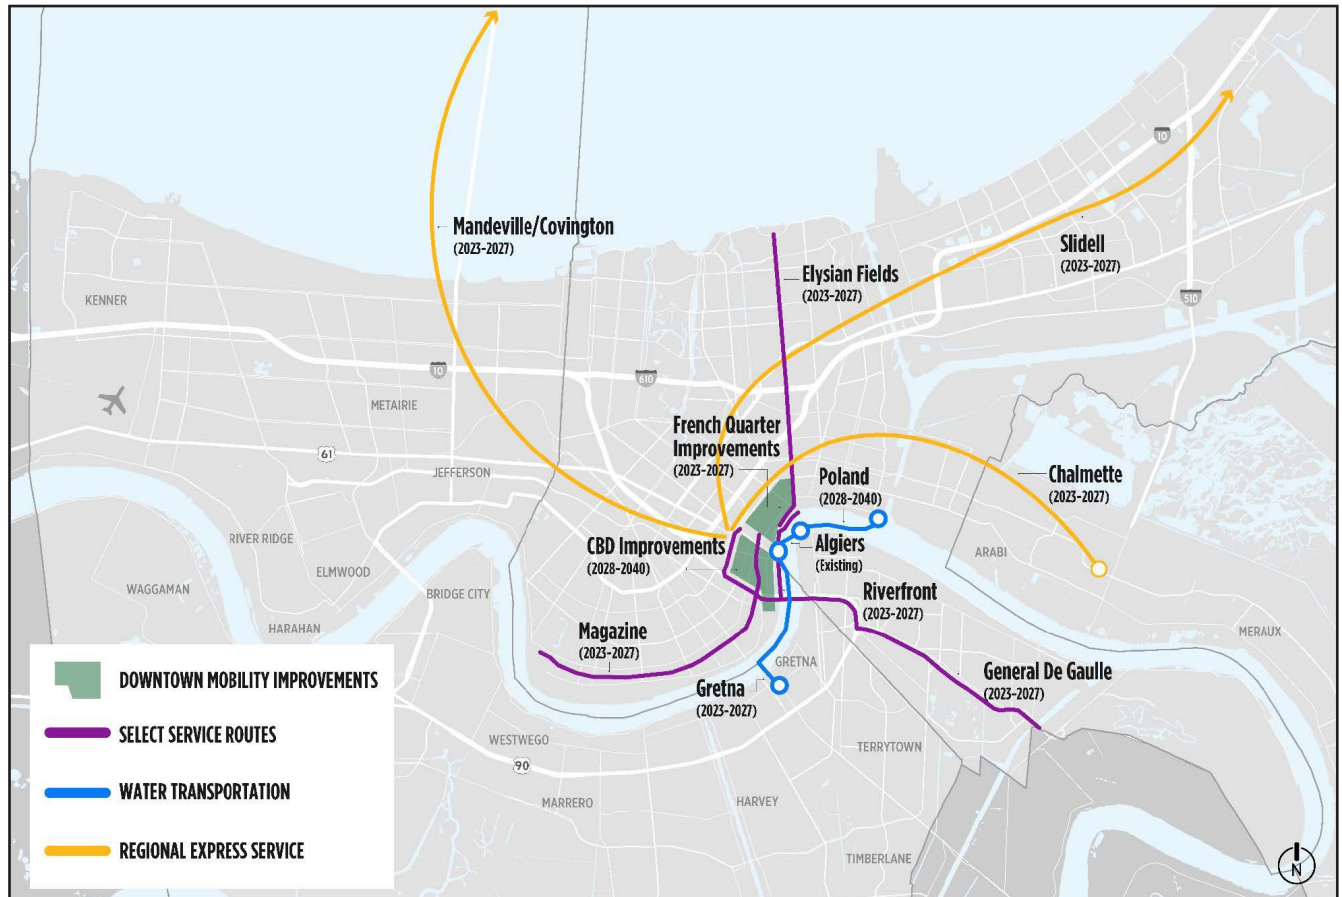 Mandeville/Covington
(2023-2027)
Elysian Fields
(2023-2027)
Slidell
(2023-2027)
10
510
KENNER
10
610
METAIRIE
61
JEFFERSON
French Quarter
Improvements
(2023-2027)
Poland
(2028-2040)
Chalmette
(2023-2027)
RIVER RIDGE
ELMWOOD
WAGGAMAN
BRIDGE CITY
HARAHAN
CBD Improvements
(2028-2040)
Algiers
(Existing)
ARABI
Riverfront
(2023-2027)
MERAUX
Magazine
(2023-2027)
GRETNA
General De Gaulle
(2023-2027)
Gretna
(2023-2027)
WESTWEGO
90
TERRYTOWN
MARRERO
HARVEY
TIMBERLANE
DOWNTOWN MOBILITY IMPROVEMENTS
SELECT SERVICE ROUTES
WATER TRANSPORTATION
REGIONAL EXPRESS SERVICE
N